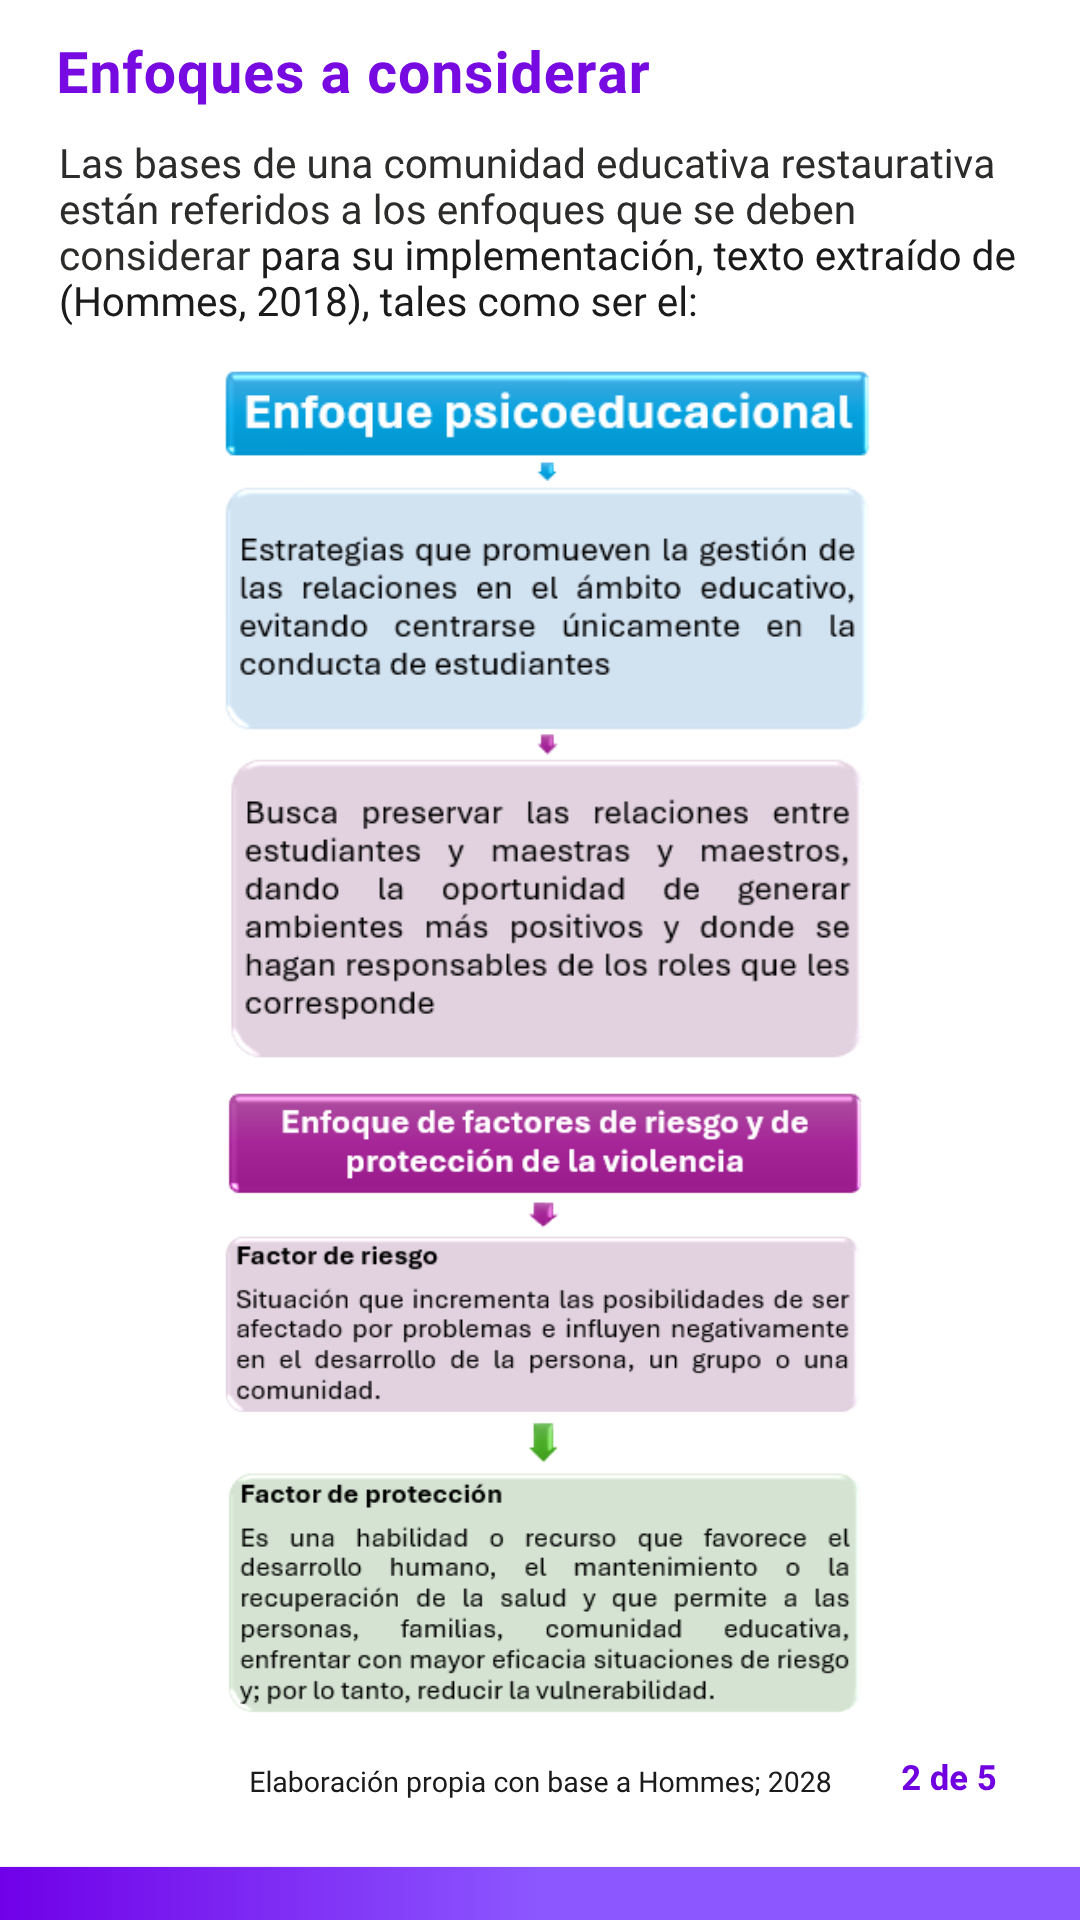 Enfoques a considerar
Las bases de una comunidad educativa restaurativa
están referidos a los enfoques que se deben
considerar para su implementación, texto extraído de
(Hommes, 2018), tales como ser el:
Enfoque psicoeducacional
Estrategias que promueven la gestión de
las relaciones en el ámbito educativo,
evitando centrarse únicamente en la
conducta de estudiantes
Busca preservar las relaciones entre
estudiantes y maestras y maestros,
dando la oportunidad de generar
ambientes más positivos y donde se
hagan responsables de los roles que les
corresponde
Enfoque de factores de riesgo y de
protección de la violencia
Factor de riesgo
Situación que incrementa las posibilidades de ser
afectado por problemas e influyen negativamente
en el desarrollo de la persona, un grupo o una
comunidad.
Factor de protección
Es una habilidad o recurso que favorece el
desarrollo humano, el mantenimiento o la
recuperación de la salud y que permite a las
personas, familias, comunidad educativa,
enfrentar con mayor eficacia situaciones de riesgo
y; por lo tanto, reducir la vulnerabilidad.
Elaboración propia con base a Hommes; 2028
2 de 5